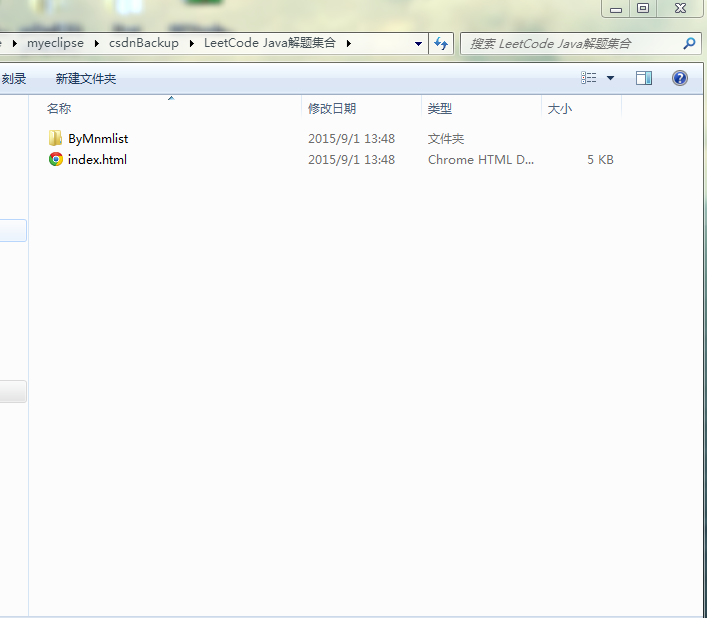 myeclipse csdnBackup LeetCode Java解题集合 搜索 LeetCode Java解题集合
刻录 新建文件夹
名称 修改日期 类型 大小
ByMnmlist 2015/9/1 13:48 文件夹
index.html 2015/9/1 13:48 Chrome HTML D... 5 KB